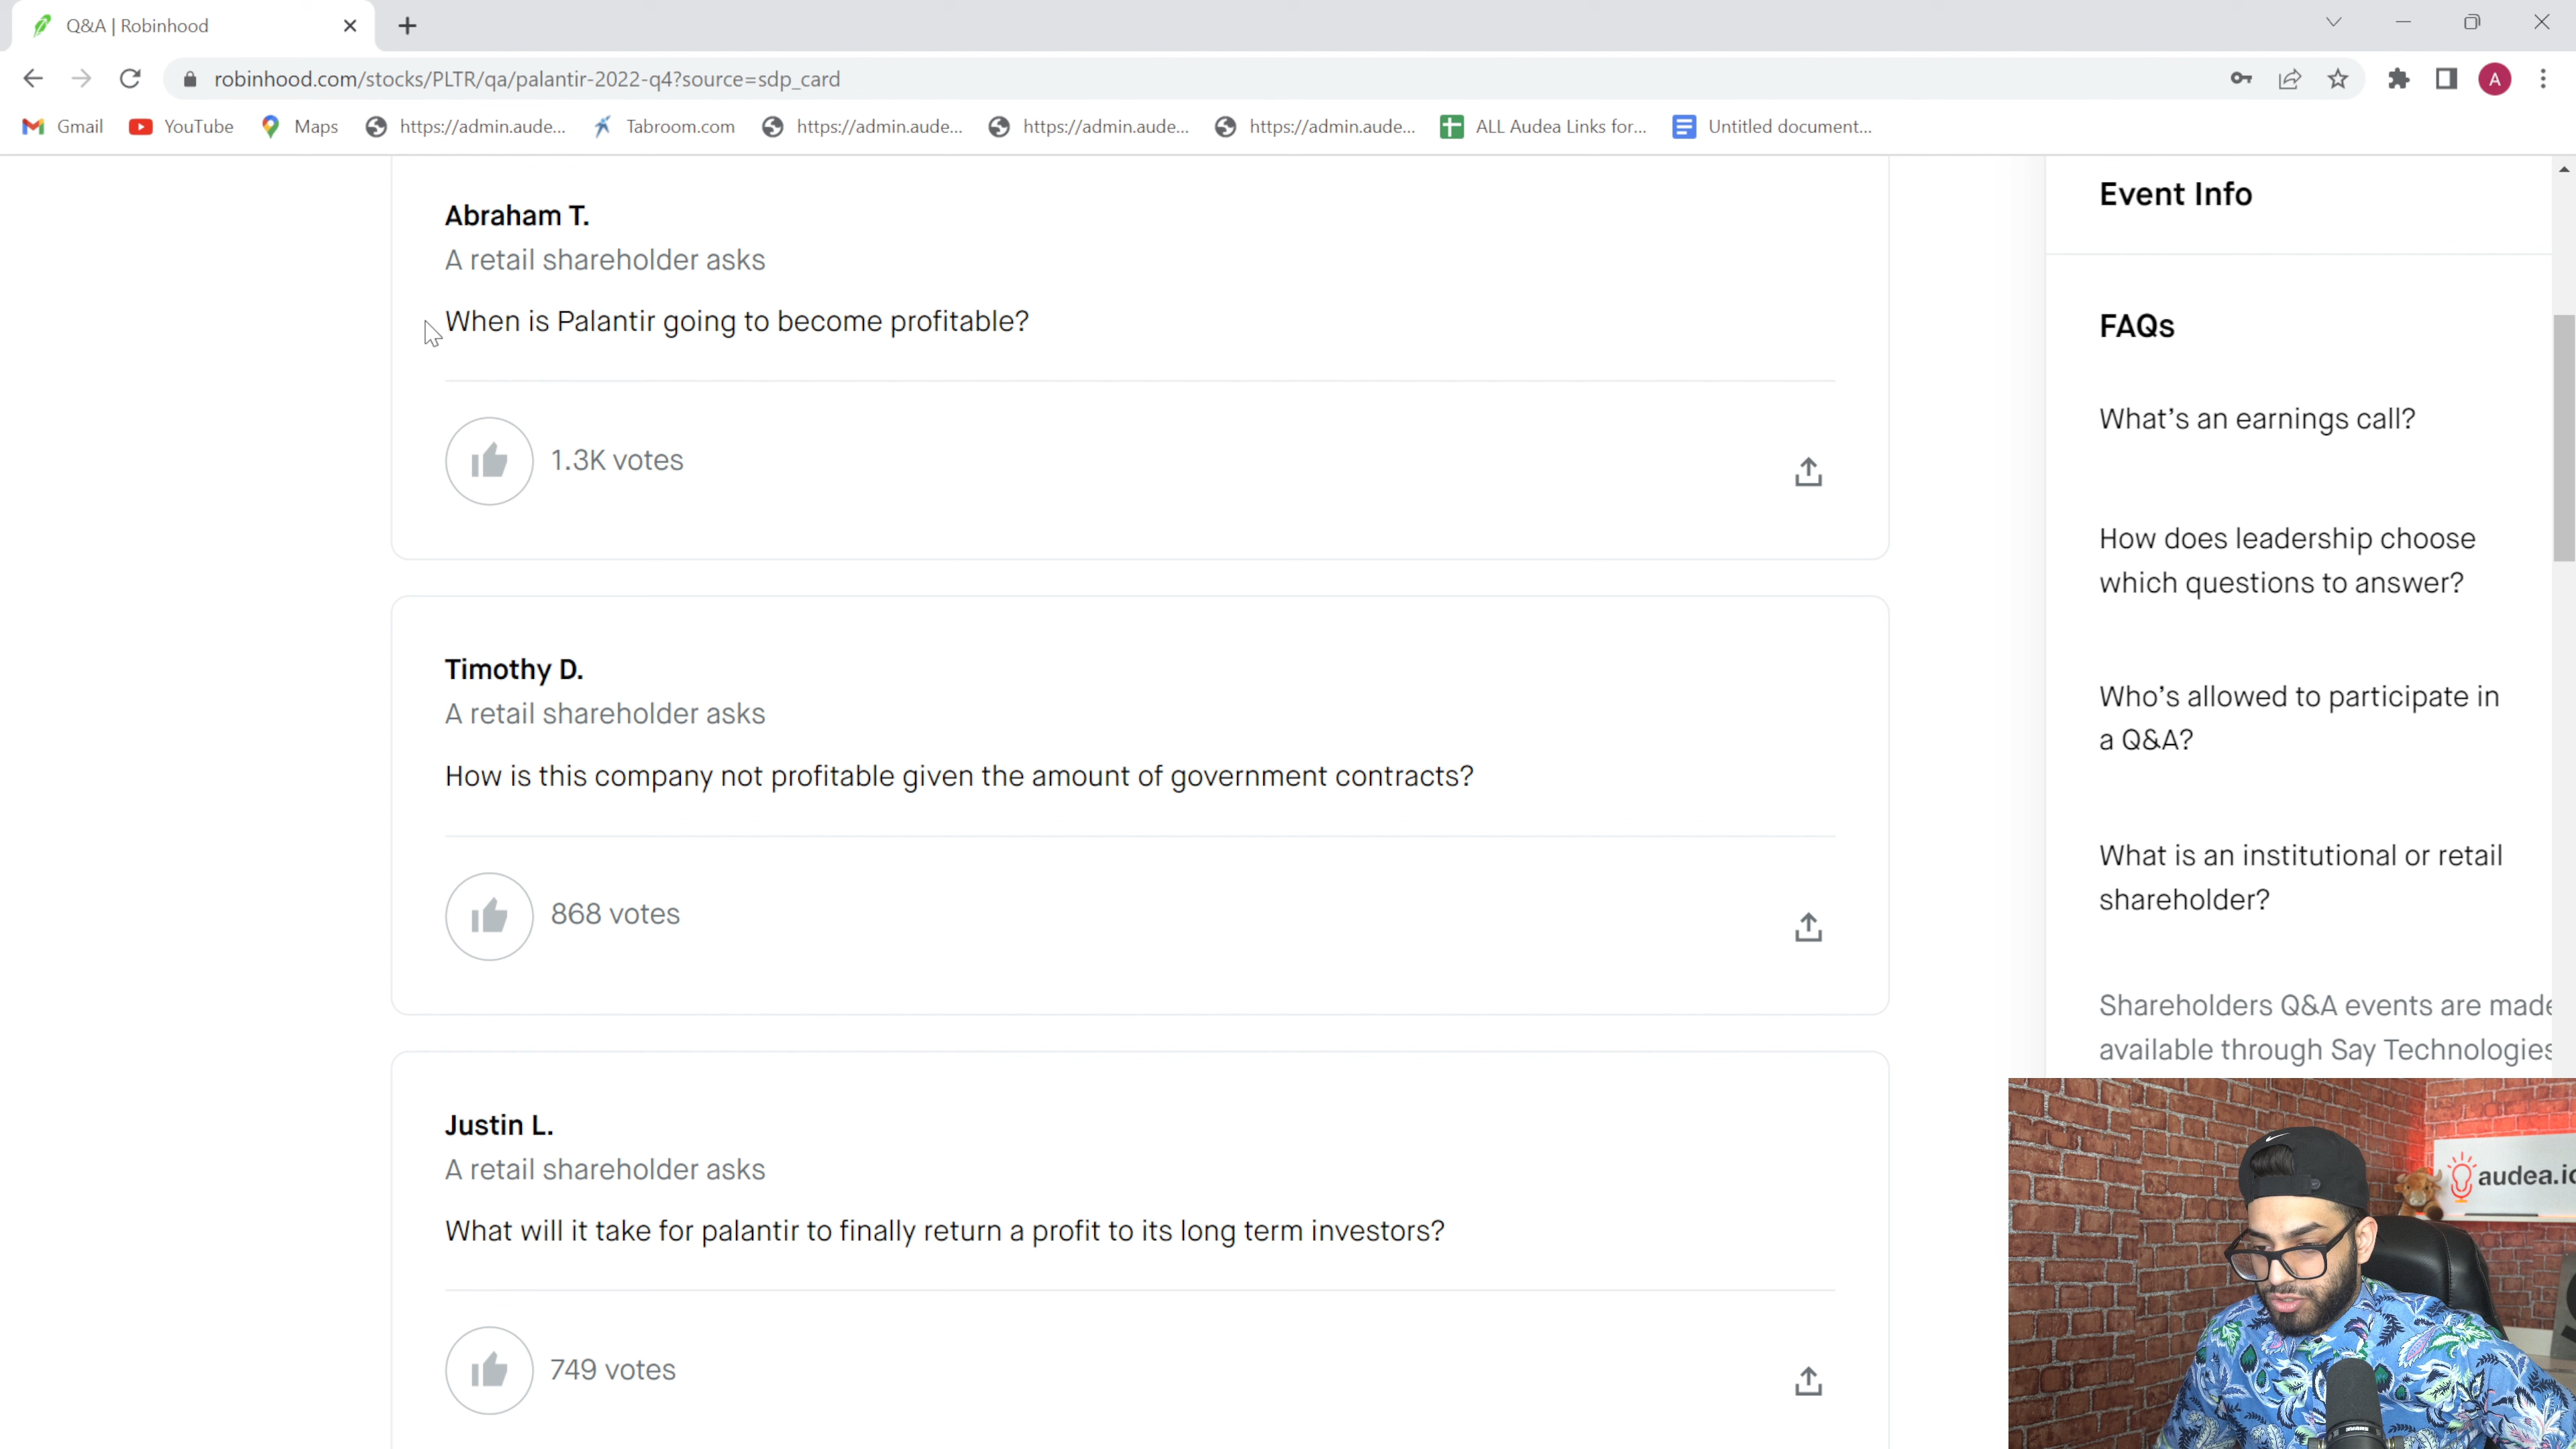 Q&A | Robinhood
robinhood.com/stocks/PLTR/qa/palantir-2022-q4?source=sdp_card
A
Gmail
YouTube
Maps
https://admin.aude...
Tabroom.com
https://admin.aude...
https://admin.aude...
https://admin.aude...
ALL Audea Links for...
Untitled document...
Abraham T.
A retail shareholder asks
When is Palantir going to become profitable?
1.3K votes
Timothy D.
A retail shareholder asks
How is this company not profitable given the amount of government contracts?
868 votes
Justin L.
A retail shareholder asks
What will it take for palantir to finally return a profit to its long term investors?
749 votes
Event Info
FAQs
What's an earnings call?
How does leadership choose
which questions to answer?
Who's allowed to participate in
a Q&A?
What is an institutional or retail
shareholder?
Shareholders Q&A events are made
available through Say Technologies
audea.io